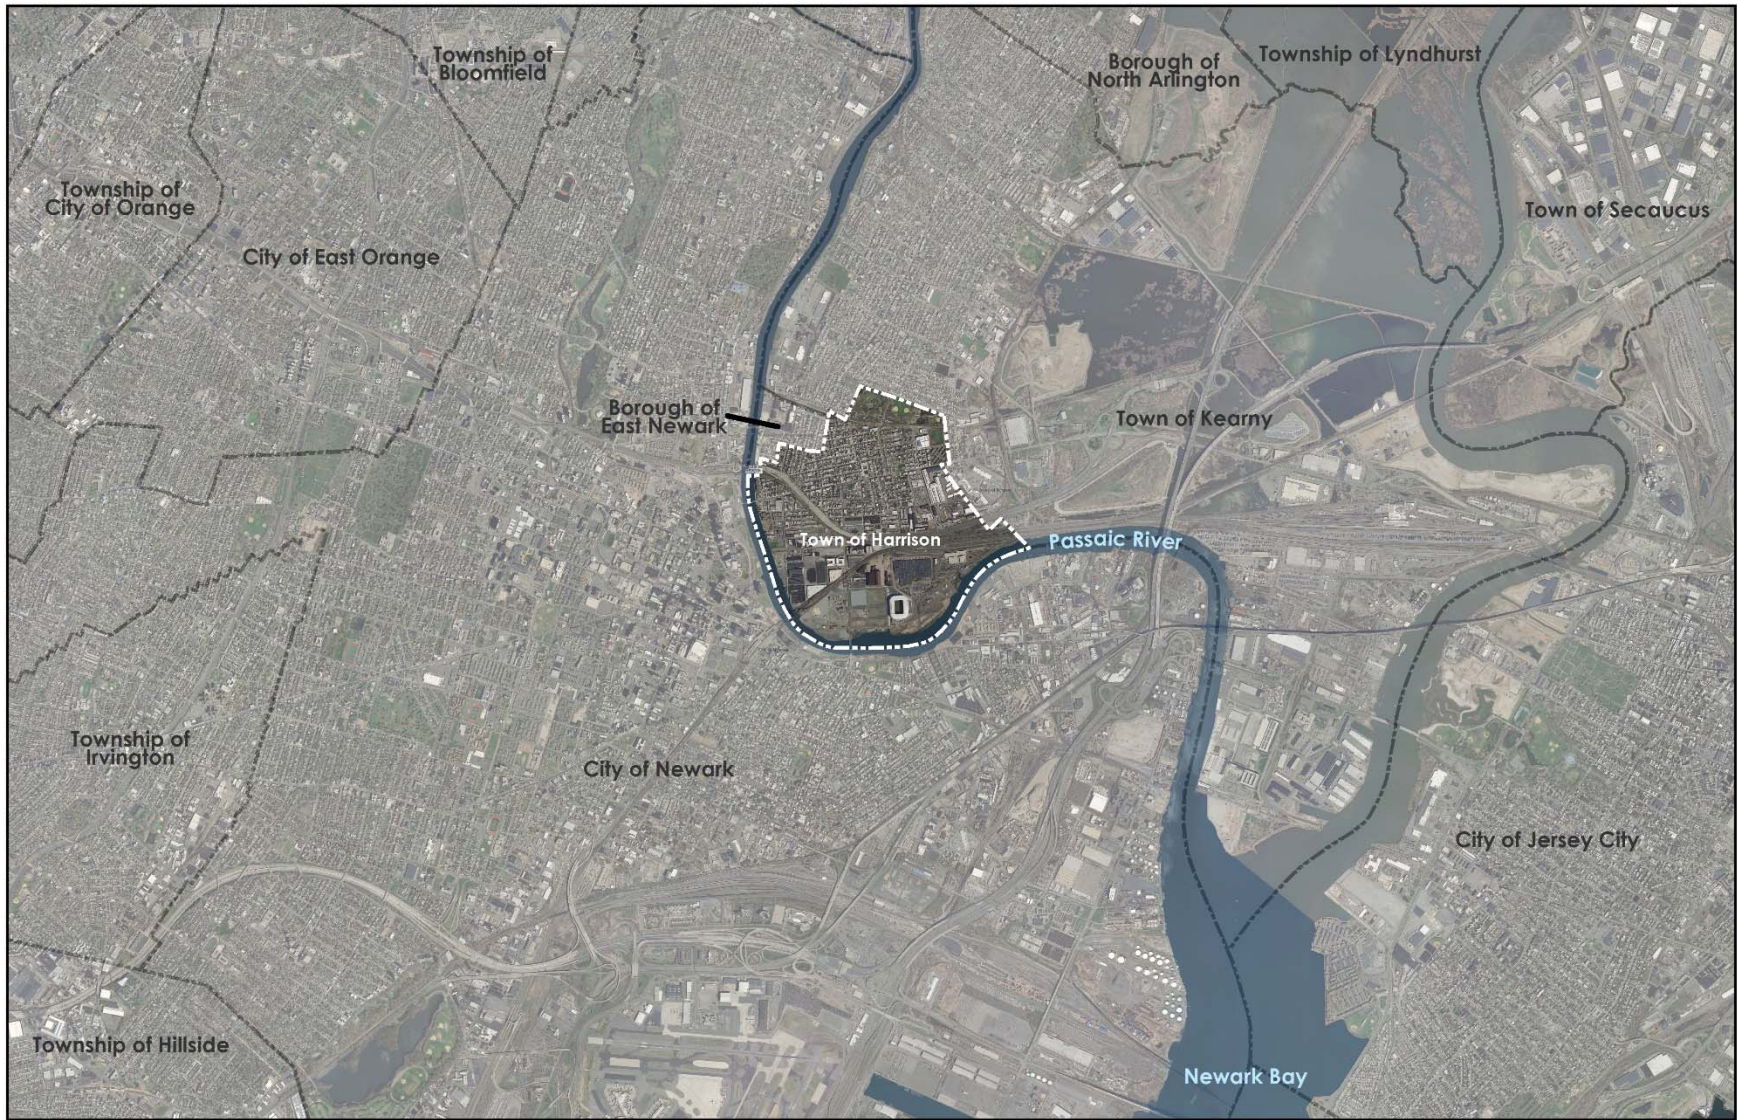 Township of
Bloomfield
Borough of
North Arlington
Township of Lyndhurst
Township of
City of Orange
Town of Secaucus
City of East Orange
Borough of
East Newark
Town of Kearny
Town of Harrison
Passaic River
Township of
Irvington
City of Newark
City of Jersey City
Township of Hillside
Newark Bay